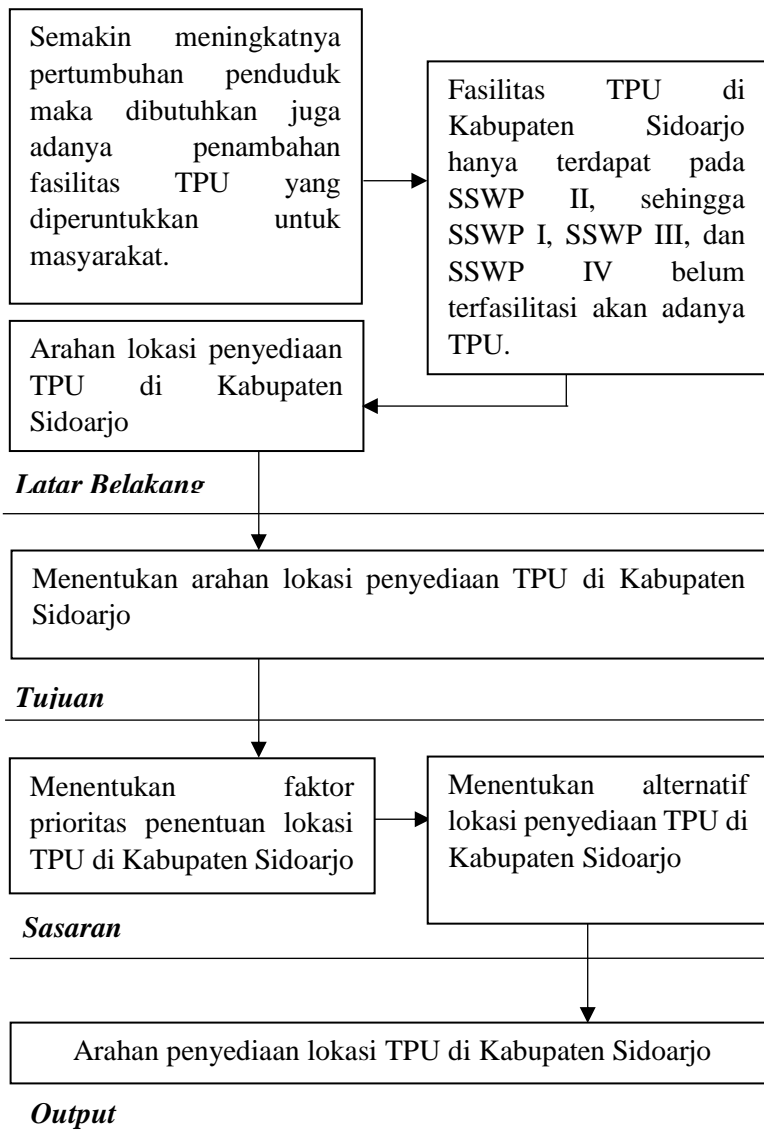 Semakin meningkatnya
pertumbuhan penduduk
maka dibutuhkan juga
adanya penambahan
fasilitas TPU yang
diperuntukkan untuk
masyarakat.
Fasilitas TPU di
Kabupaten Sidoarjo
hanya terdapat pada
SSWP II, sehingga
SSWP I, SSWP III, dan
SSWP IV belum
terfasilitasi akan adanya
TPU.
Arahan lokasi penyediaan
TPU di Kabupaten
Sidoarjo
Latar Belakang
Menentukan arahan lokasi penyediaan TPU di Kabupaten
Sidoarjo
Tujuan
Menentukan faktor
prioritas penentuan lokasi
TPU di Kabupaten Sidoarjo
Menentukan alternatif
lokasi penyediaan TPU di
Kabupaten Sidoarjo
Sasaran
Arahan penyediaan lokasi TPU di Kabupaten Sidoarjo
Output